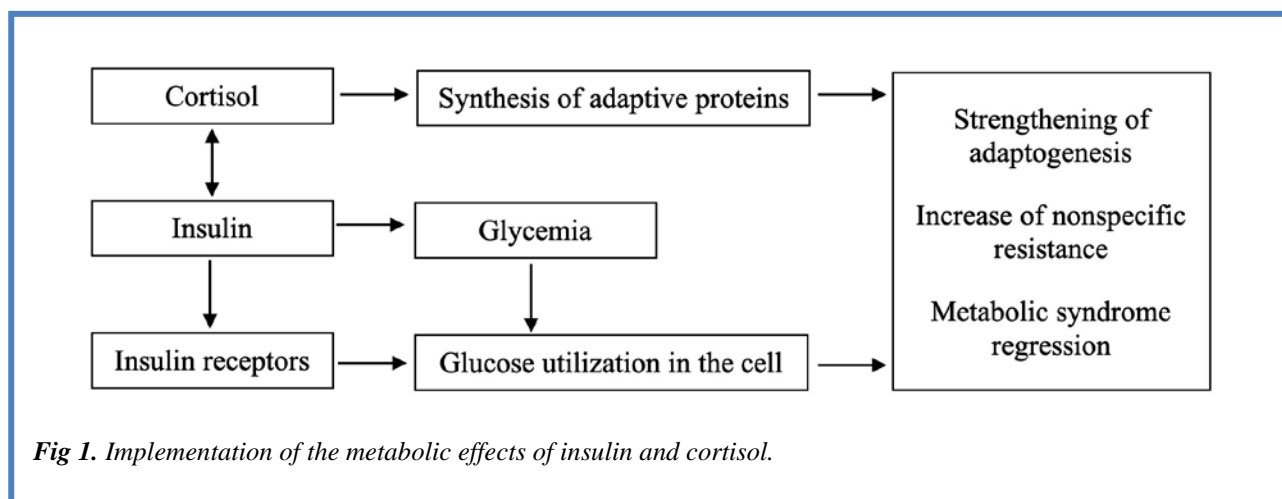 Cortisol
Synthesis of adaptive proteins
Strengthening of
adaptogenesis
Increase of nonspecific
resistance
Metabolic syndrome
regression
Insulin
Glycemia
Insulin receptors
Glucose utilization in the cell
Fig 1. Implementation of the metabolic effects of insulin and cortisol.